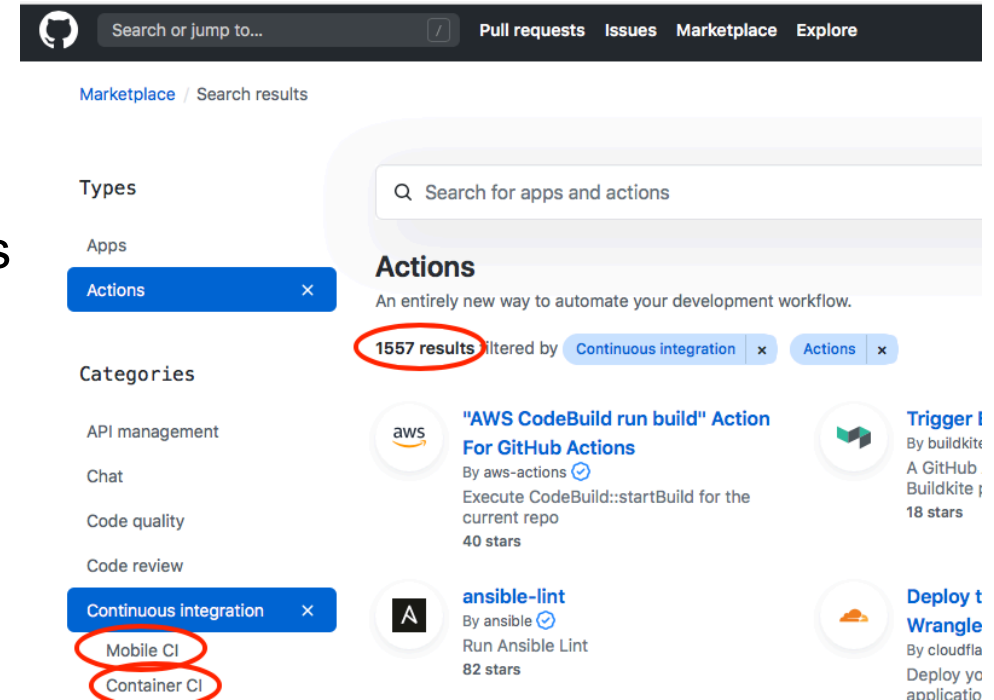 Search or jump to... /
Pull requests Issues Marketplace Explore
Marketplace / Search results
s
Types
Apps
Actions ×
Categories
API management
Chat
Code quality
Code review
Continuous integration ×
Mobile CI
Container CI
Search for apps and actions
Actions
An entirely new way to automate your development workflow.
1557 results filtered by Continuous integration × Actions ×
aws
"AWS CodeBuild run build" Action
For GitHub Actions
By aws-actions
Execute CodeBuild::startBuild for the
current repo
40 stars
Trigger
By buildkite
A GitHub
Buildkite
18 stars
A
ansible-lint
By ansible
Run Ansible Lint
82 stars
Deploy
By
Deploy